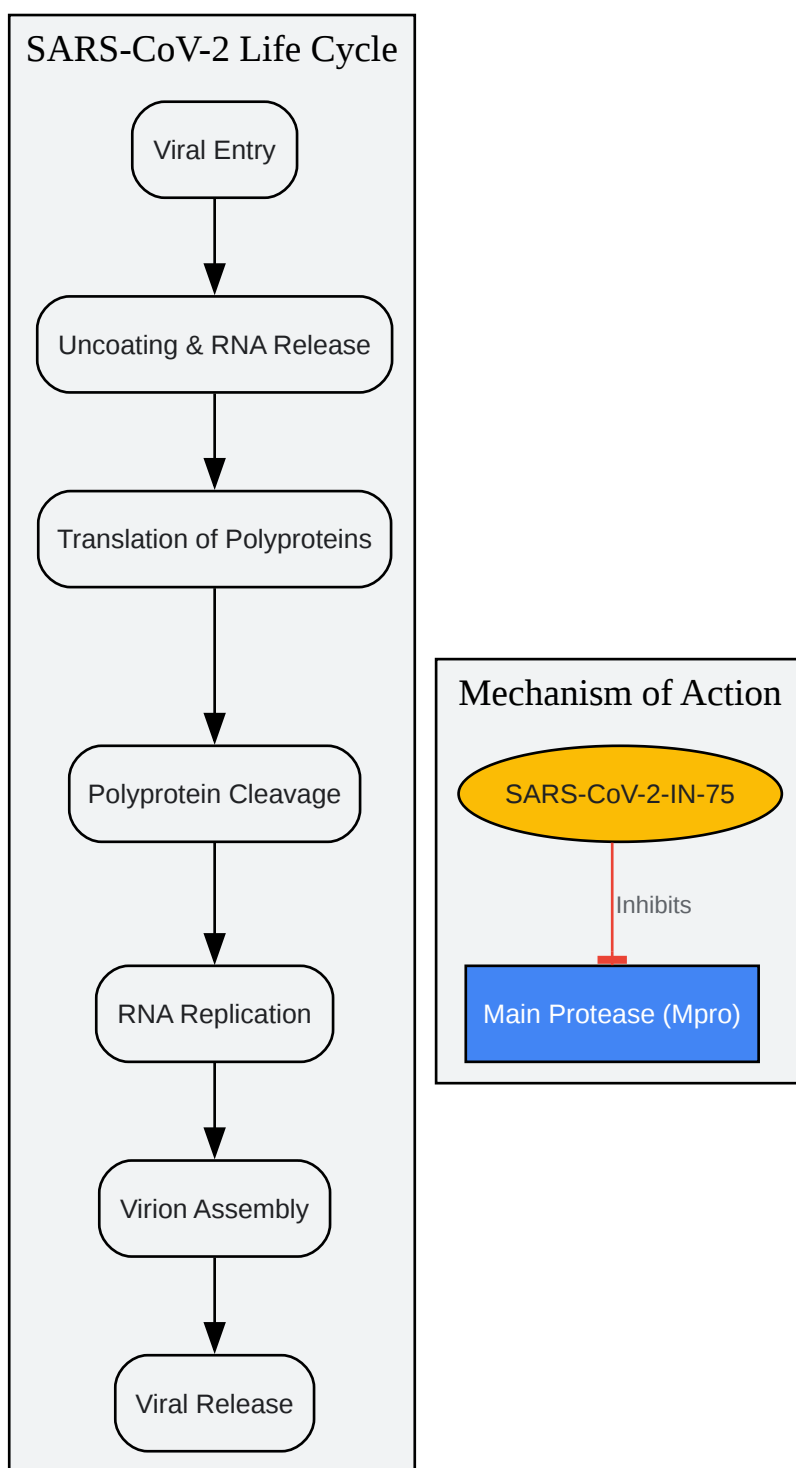 SARS-CoV-2 Life Cycle
Viral Entry
Uncoating & RNA Release
Translation of Polyproteins
Polyprotein Cleavage
RNA Replication
Virion Assembly
Viral Release
Mechanism of Action
SARS-CoV-2-IN-75
Inhibits
Main Protease (Mpro)